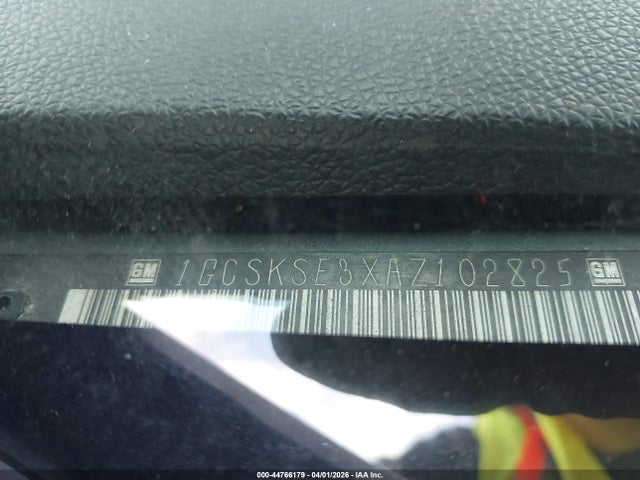 GM 1GCSKSE3XAZ102825 GM
000-44766179 - 04/01/2026 - IAA Inc.